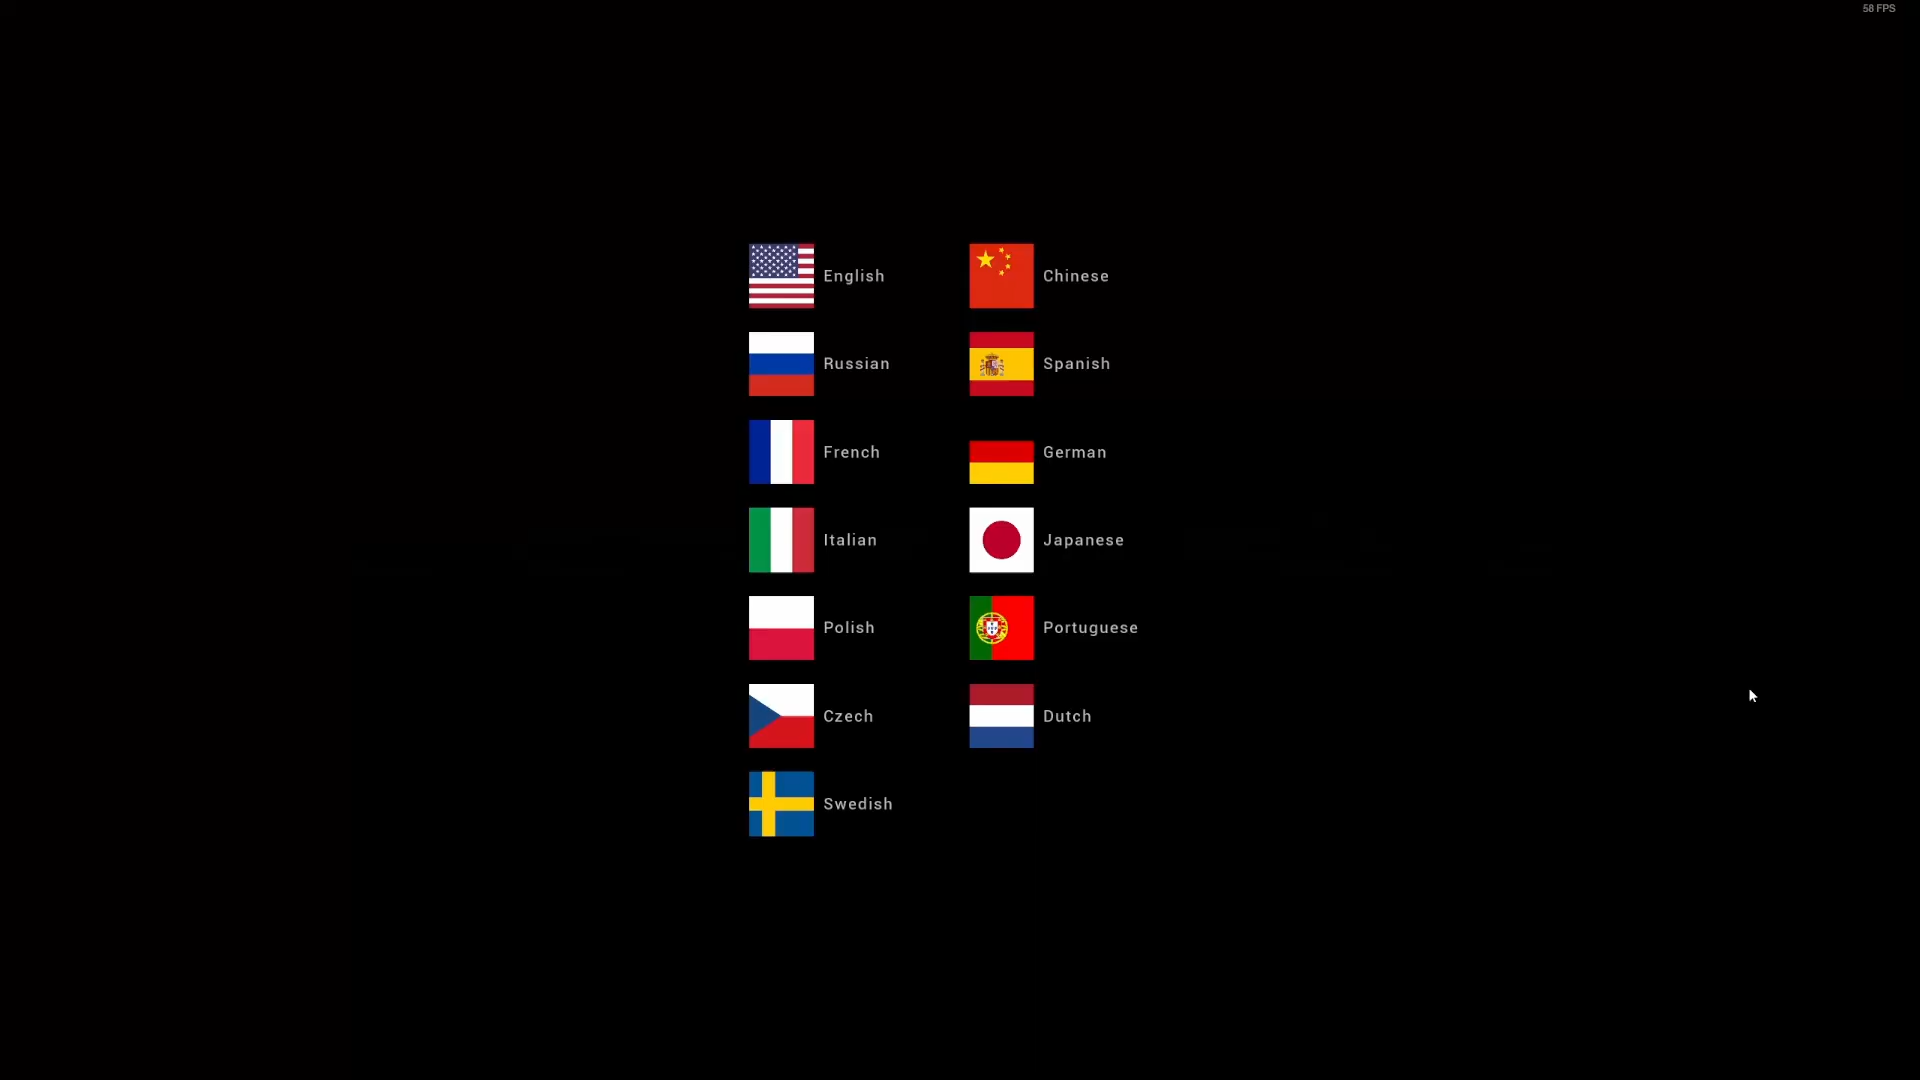 58 FPS
English
Chinese
Russian
Spanish
French
German
Italian
Japanese
Polish
Portuguese
Czech
Dutch
Swedish